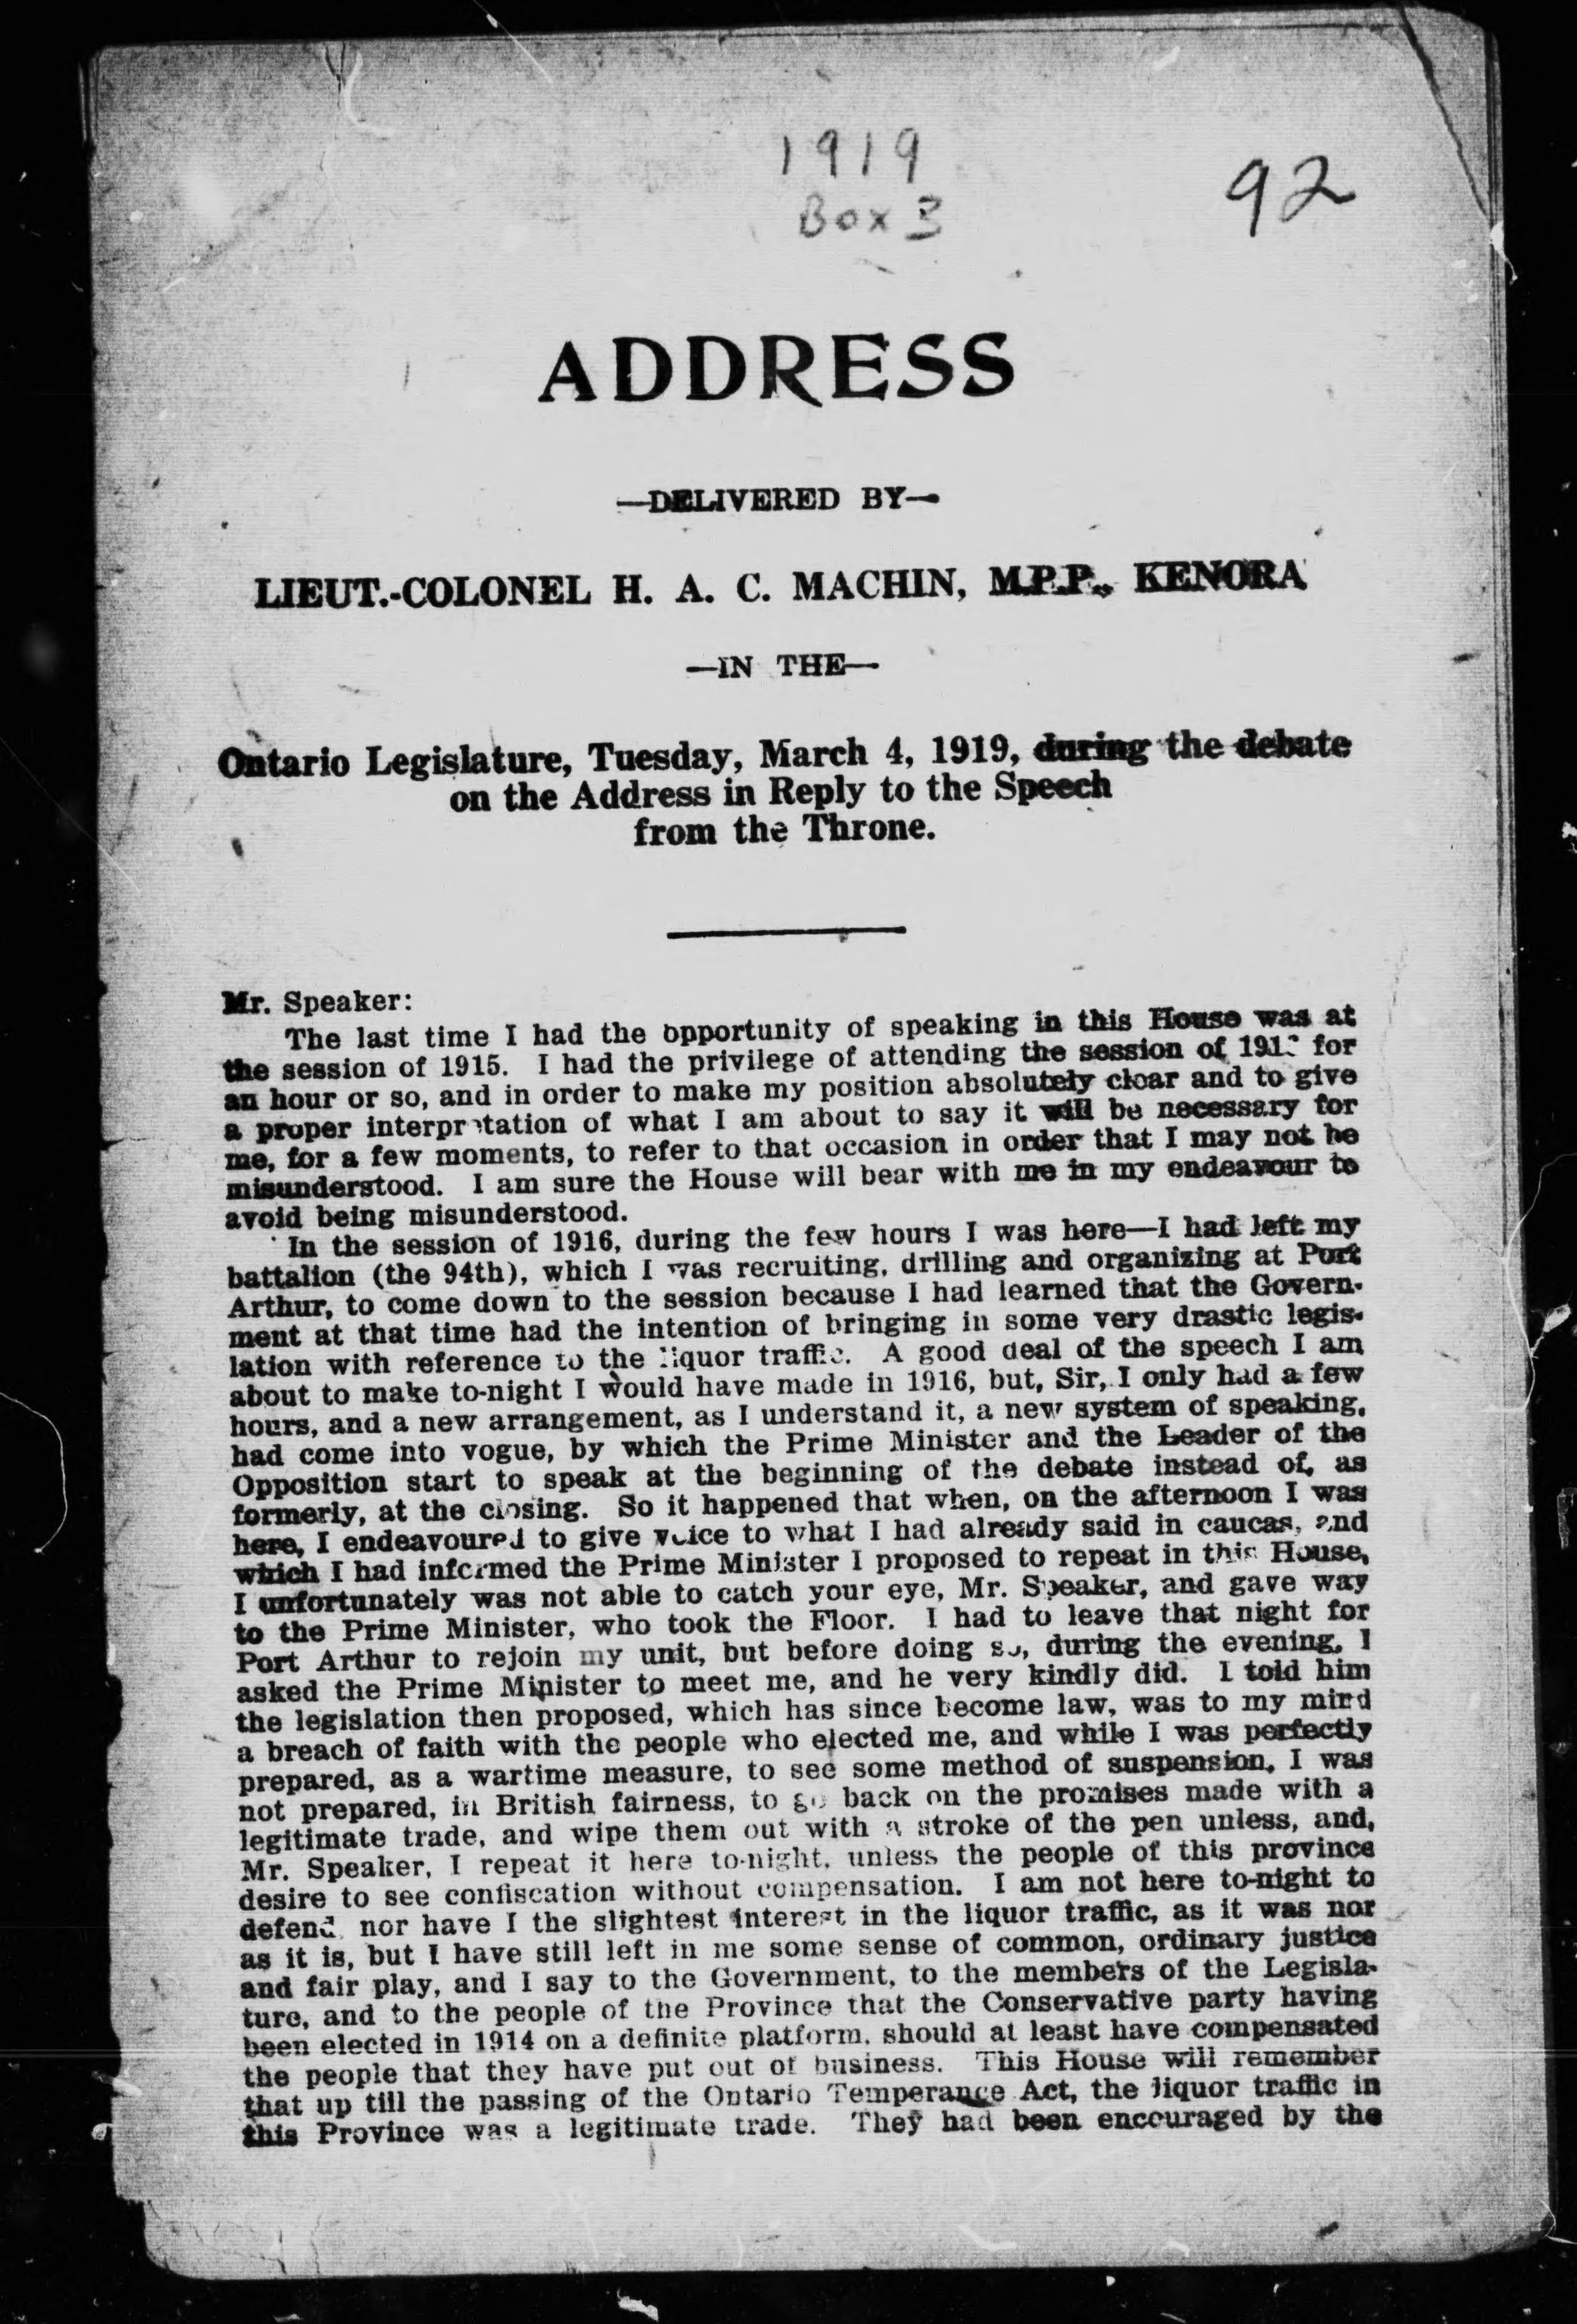 1919
Box 3
92
ADDRESS
—DELIVERED BY—
LIEUT.-COLONEL H. A. C. MACHIN, M.P.P., KENORA
—IN THE—
Ontario Legislature, Tuesday, March 4, 1919, during the debate
on the Address in Reply to the Speech
from the Throne.
Mr. Speaker:
The last time I had the opportunity of speaking in this House was at
the session of 1915. I had the privilege of attending the session of for
an hour or so, and in order to make my position absolutely clear and to give
a proper interpretation of what I am about to say it will be necessary for
me, for a few moments, to refer to that occasion in order that I may not be
misunderstood. I am sure the House will bear with me in my endeavour to
avoid being misunderstood.
In the session of 1916, during the few hours I was here—I had left my
battalion (the 94th), which I was recruiting, drilling and organizing at Port
Arthur, to come down to the session because I had learned that the Govern-
ment at that time had the intention of bringing in some very drastic legis-
lation with reference to the liquor traffic. A good deal of the speech I am
about to make to-night I would have made in 1916, but, Sir, I only had a few
hours, and a new arrangement, as I understand it, a new system of speaking,
had come into vogue, by which the Prime Minister and the Leader of the
Opposition start to speak at the beginning of the debate instead of, as
formerly, at the closing. So it happened that when, on the afternoon I was
here, I endeavoured to give voice to what I had already said in caucas, and
which I had informed the Prime Minister I proposed to repeat in this House,
I unfortunately was not able to catch your eye, Mr. Speaker, and gave way
to the Prime Minister, who took the Floor. I had to leave that night for
Port Arthur to rejoin my unit, but before doing so, during the evening, I
asked the Prime Minister to meet me, and he very kindly did. I told him
the legislation then proposed, which has since become law, was to my mind
a breach of faith with the people who elected me, and while I was perfectly
prepared, as a wartime measure, to see some method of suspension, I was
not prepared, in British fairness, to go back on the promises made with a
legitimate trade, and wipe them out with a stroke of the pen unless, and,
Mr. Speaker, I repeat it here to-night, unless the people of this province
desire to see confiscation without compensation. I am not here to-night to
defend nor have I the slightest interest in the liquor traffic, as it was nor
as it is, but I have still left in me some sense of common, ordinary justice
and fair play, and I say to the Government, to the members of the Legisla-
ture, and to the people of the Province that the Conservative party having
been elected in 1914 on a definite platform, should at least have compensated
the people that they have put out of business. This House will remember
that up till the passing of the Ontario Temperance Act, the liquor traffic in
this Province was a legitimate trade. They had been encouraged by the